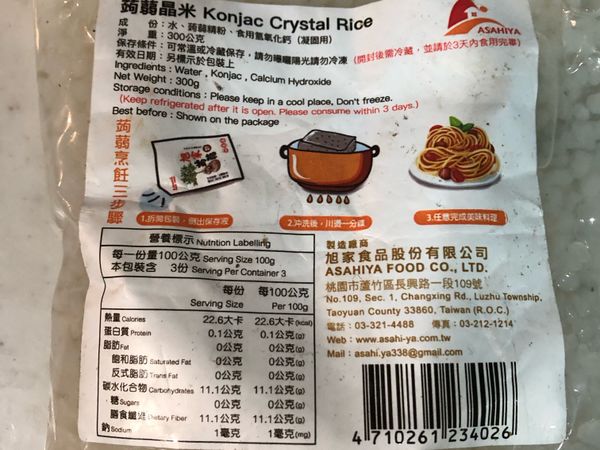 蒟蒻晶米 Konjac Crystal Rice
ASAHIYA
成　　份：水、蒟蒻精粉、食用氫氧化鈣（凝固用）
淨　　重：300公克
保存條件：可常溫或冷藏保存，請勿曝曬陽光請勿冷凍（開封後需冷藏，並請於3天內食用完畢）
有效日期：另標示於包裝上
Ingredients : Water , Konjac , Calcium Hydroxide
Net Weight : 300g
Storage conditions : Please keep in a cool place, Don't freeze.
(Keep refrigerated after it is open. Please consume within 3 days.)
Best before : Shown on the package
蒟蒻烹飪三步驟
1.拆開包裝，倒出保存液
2.沖洗後，川燙一分鐘
3.任意完成美味料理
營養標示 Nutrition Labelling
每一份量100公克 Serving Size 100g
本包裝含 3份 Serving Per Container 3
每份 每100公克
Serving Size Per 100g
熱量 Calories 22.6大卡 22.6大卡(kcal)
蛋白質 Protein 0.1公克 0.1公克(g)
脂肪 Fat 0公克 0公克(g)
飽和脂肪 Saturated Fat 0公克 0公克(g)
反式脂肪 Trans Fat 0公克 0公克(g)
碳水化合物 Carbohydrates 11.1公克 11.1公克(g)
糖 Sugars 0公克 0公克(g)
膳食纖維 Dietary Fiber 11.1公克 11.1公克(g)
鈉 Sodium 1毫克 1毫克(mg)
製造廠商
旭家食品股份有限公司
ASAHIYA FOOD CO., LTD.
桃園市蘆竹區長興路一段109號
No.109, Sec. 1, Changxing Rd., Luzhu Township,
Taoyuan County 33860, Taiwan (R.O.C.)
電話：03-321-4488　傳真：03-212-1214
Web : www.asahi-ya.com.tw
Mail : asahi.ya338@gmail.com
4 710261 234026